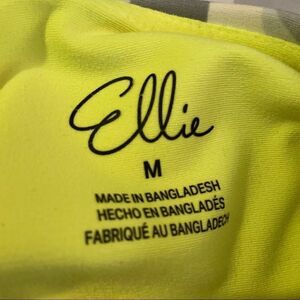 Ellie
M
MADE IN BANGLADESH
HECHO EN BANGLADÉS
FABRIQUÉ AU BANGLADECH